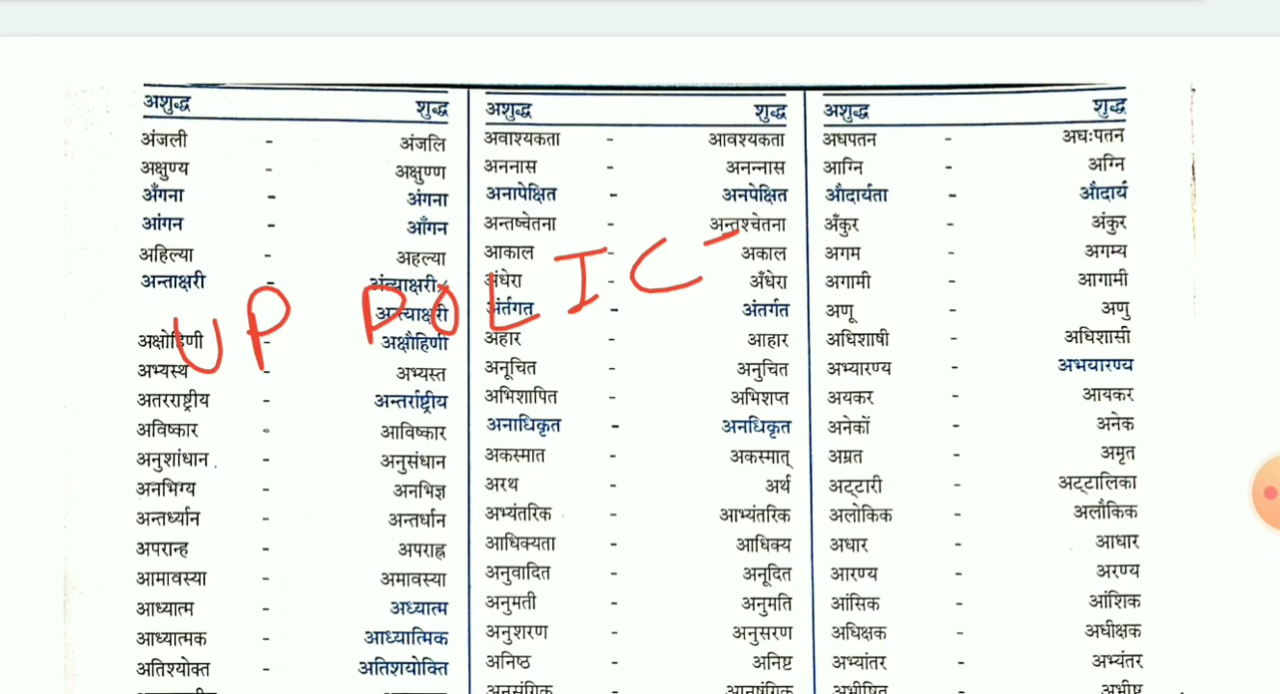 अशुद्ध शुद्ध अशुद्ध शुद्ध अशुद्ध शुद्ध
अंजली - अंजलि अवाश्यकता - आवश्यकता अधपतन - अधःपतन
अक्षुण्य - अक्षुण्ण अननास - अनन्नास आग्नि - अग्नि
अँगना - अंगना अनापेक्षित - अनपेक्षित औदार्यता - औदार्य
आंगन - आँगन अन्तष्चेतना - अन्तश्चेतना अँकुर - अंकुर
अहिल्या - अहल्या आकाल - अकाल अगम - अगम्य
अन्ताक्षरी - अंत्याक्षरी अंधेरा - अँधेरा अगामी - आगामी
अन्त्याक्षरी अंर्तगत - अंतर्गत अणू - अणु
UP POLIC
अक्षोहिणी - अक्षौहिणी अहार - आहार अधिशाषी - अधिशासी
अभ्यस्थ - अभ्यस्त अनूचित - अनुचित अभ्यारण्य - अभयारण्य
अतरराष्ट्रीय - अन्तर्राष्ट्रीय अभिशापित - अभिशप्त अयकर - आयकर
अविष्कार - आविष्कार अनाधिकृत - अनधिकृत अनेकों - अनेक
अनुशांधान - अनुसंधान अकस्मात - अकस्मात् अम्रत - अमृत
अनभिग्य - अनभिज्ञ अरथ - अर्थ अट्टारी - अट्टालिका
अन्तर्ध्यान - अन्तर्धान अभ्यंतरिक - आभ्यंतरिक अलोकिक - अलौकिक
अपरान्ह - अपराह्न आधिक्यता - आधिक्य अधार - आधार
आमावस्या - अमावस्या अनुवादित - अनूदित आरण्य - अरण्य
आध्यात्म - अध्यात्म अनुमती - अनुमति आंसिक - आंशिक
आध्यात्मक - आध्यात्मिक अनुशरण - अनुसरण अधिक्षक - अधीक्षक
अतिश्योक्त - अतिशयोक्ति अनिष्ठ - अनिष्ट अभ्यांतर - अभ्यंतर